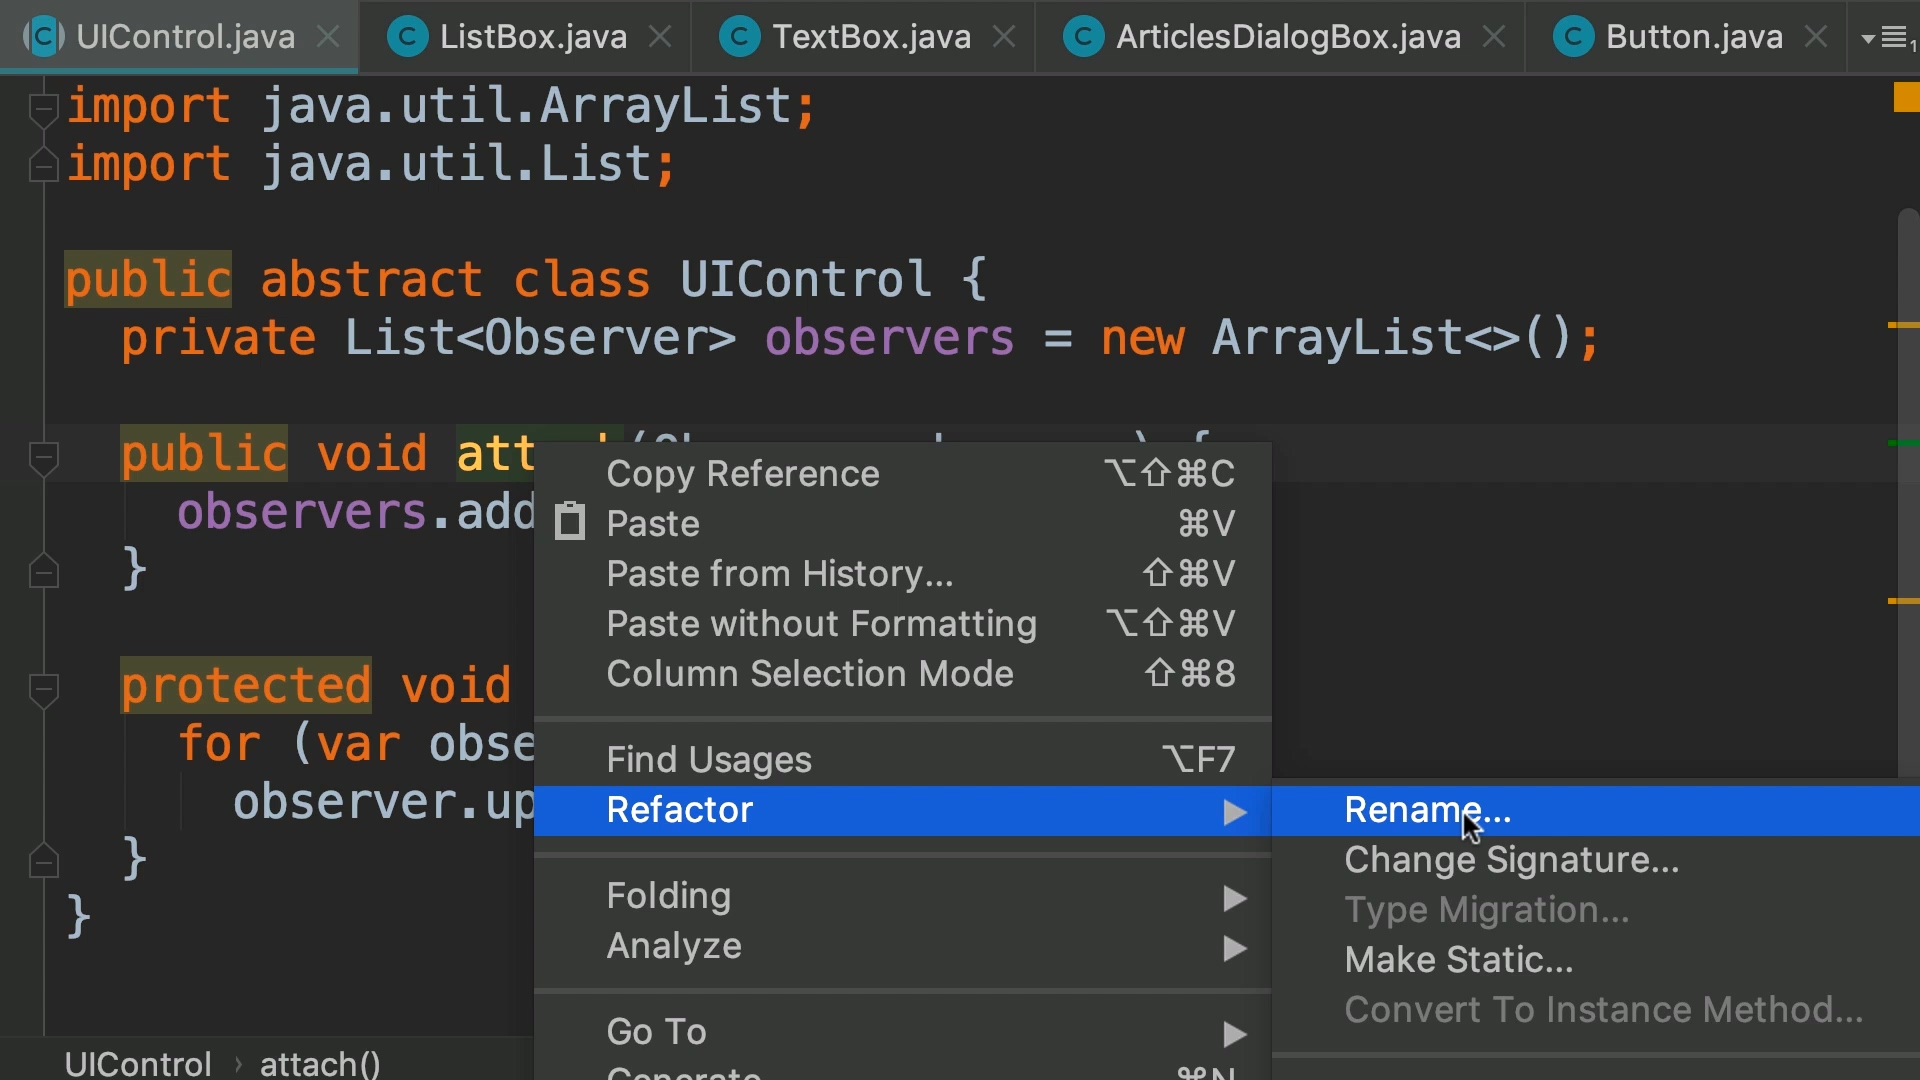 UIControl.java ListBox.java TextBox.java ArticlesDialogBox.java Button.java
import java.util.ArrayList;
import java.util.List;
public abstract class UIControl {
private List<Observer> observers = new ArrayList<>();
public void att
observers.add
}
protected void
for (var obse
observer.up
}
}
Copy Reference ⌥⇧⌘C
Paste ⌘V
Paste from History... ⇧⌘V
Paste without Formatting ⌥⇧⌘V
Column Selection Mode ⇧⌘8
Find Usages ⌥F7
Refactor
Folding
Analyze
Go To
Generate... ⌘N
Rename...
Change Signature...
Type Migration...
Make Static...
Convert To Instance Method...
UIControl › attach()